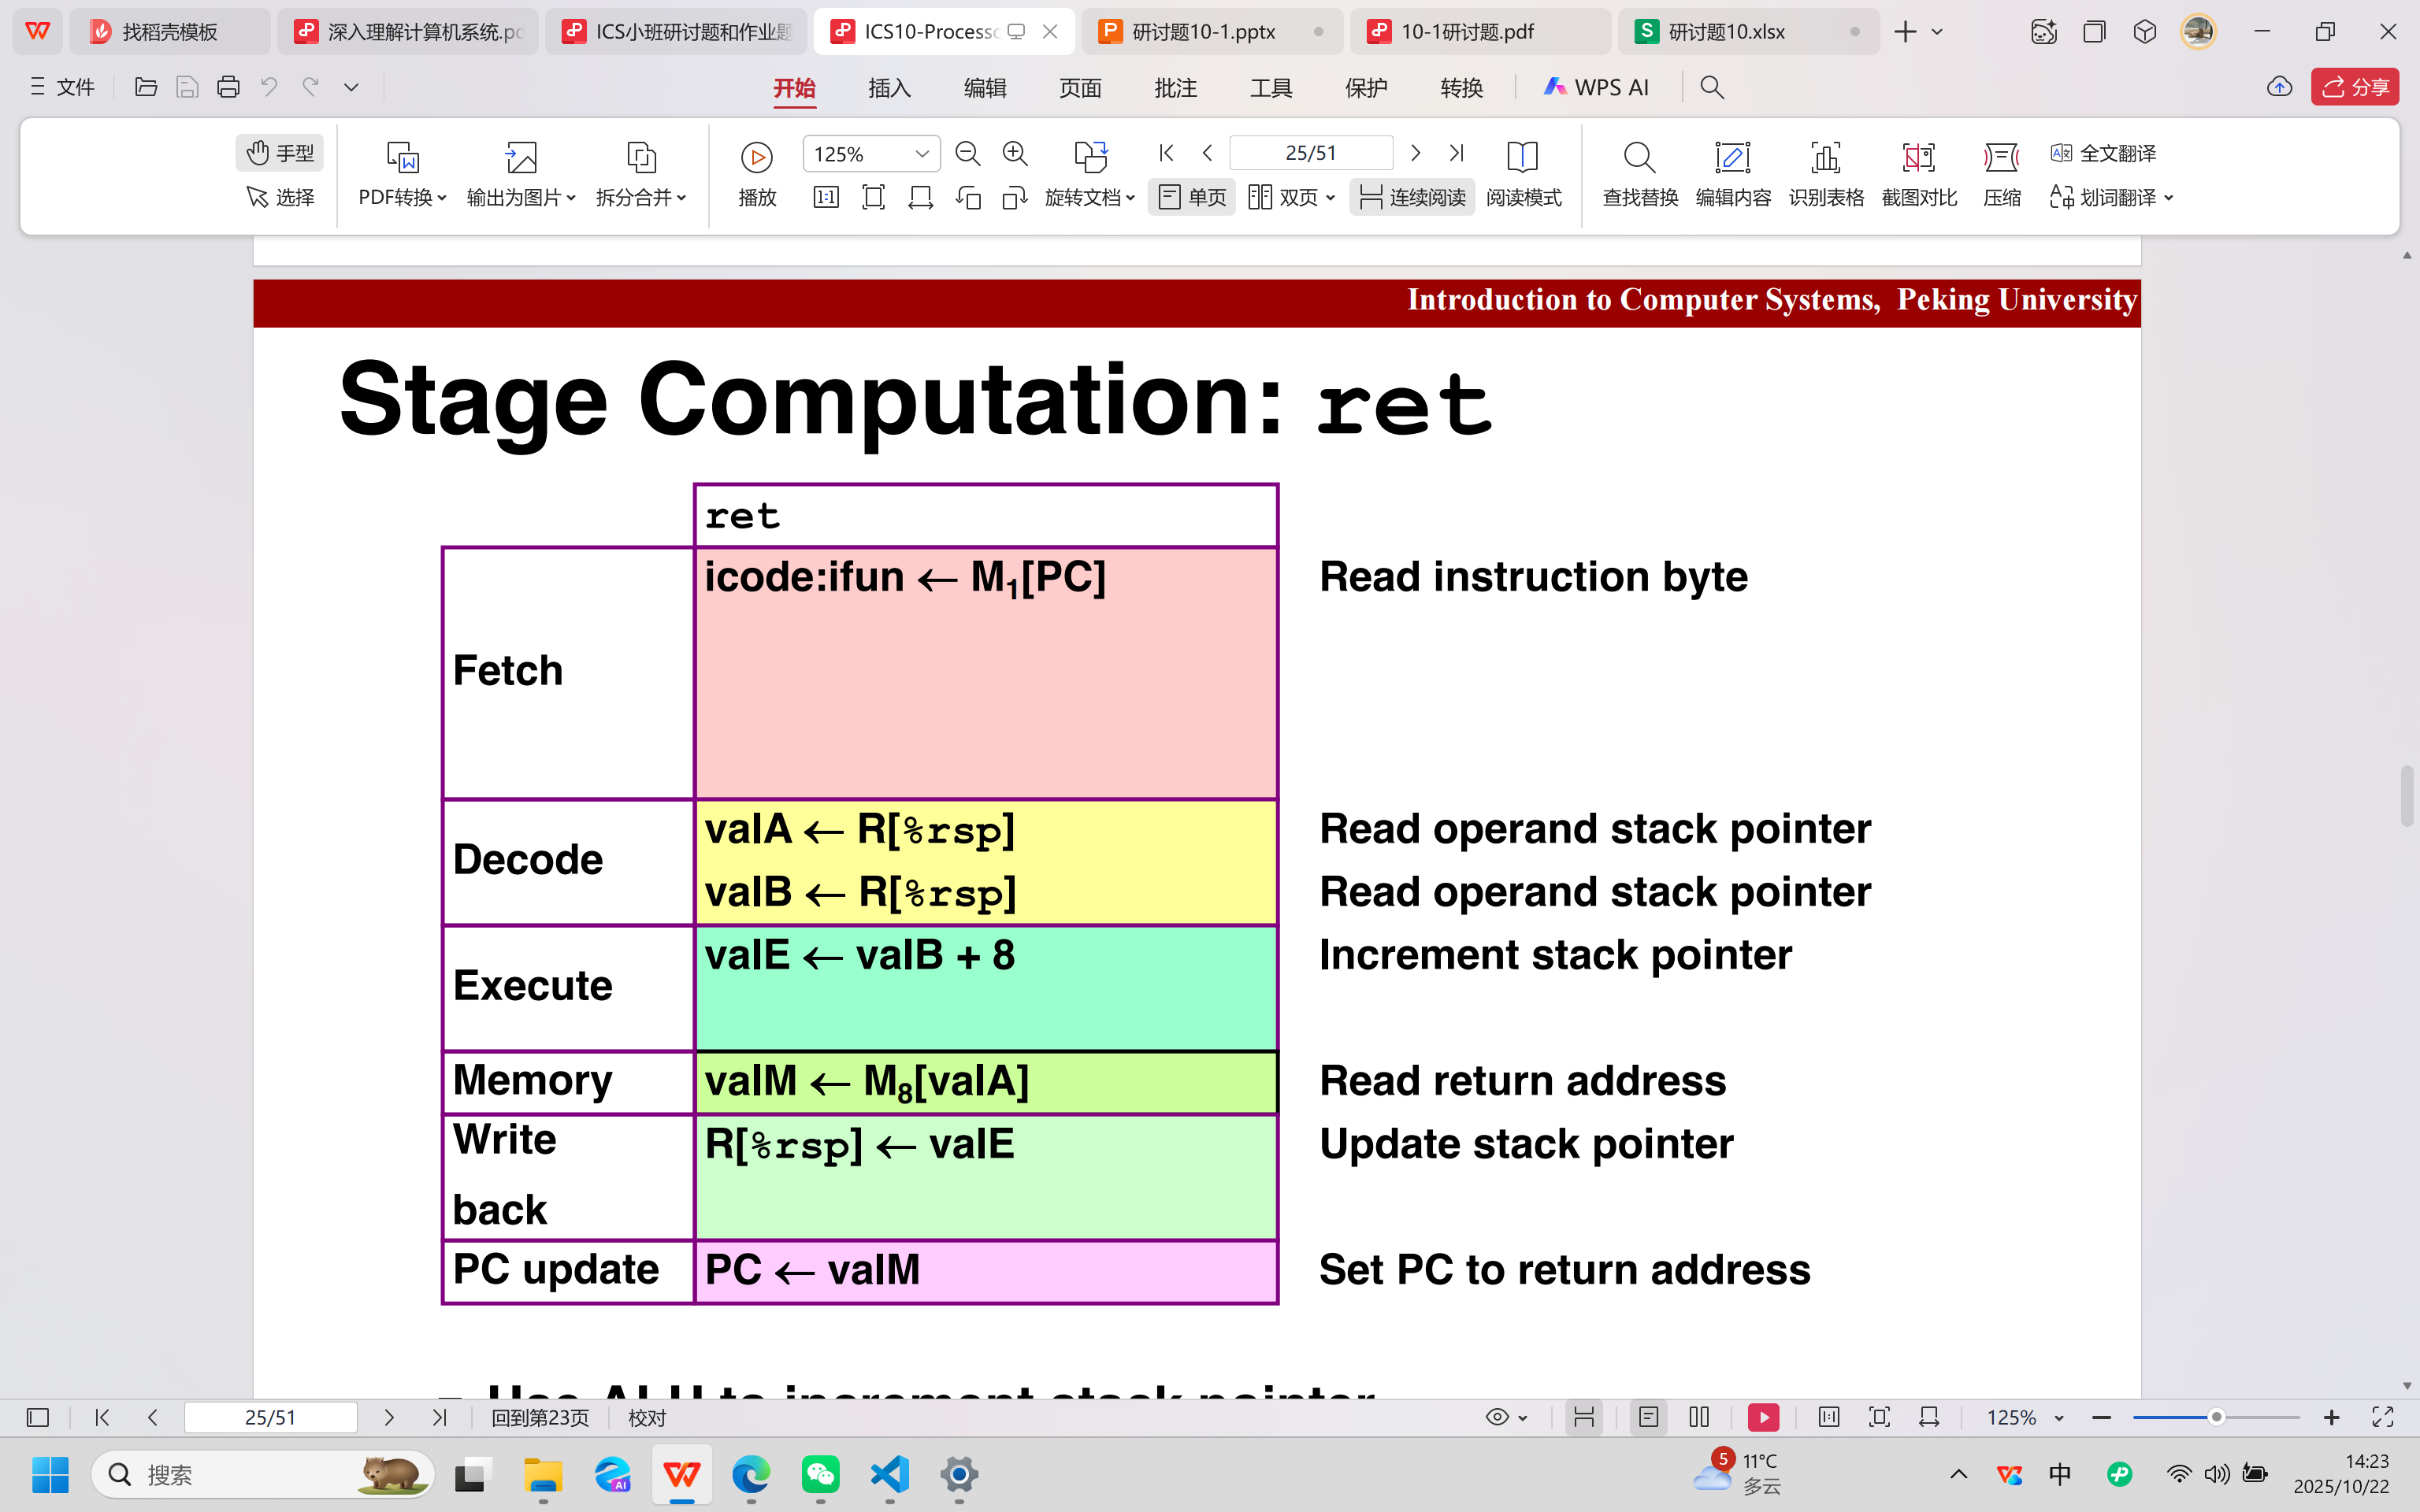 找稻壳模板 深入理解计算机系统.pd ICS小班研讨题和作业题 ICS10-Processo 研讨题10-1.pptx 10-1研讨题.pdf 研讨题10.xlsx
文件 开始 插入 编辑 页面 批注 工具 保护 转换 WPS AI 分享
手型 125% 25/51 全文翻译
选择 PDF转换 输出为图片 拆分合并 播放 1:1 旋转文档 单页 双页 连续阅读 阅读模式 查找替换 编辑内容 识别表格 截图对比 压缩 划词翻译
Introduction to Computer Systems, Peking University
Stage Computation: ret
ret
Fetch
icode:ifun ← M₁[PC] Read instruction byte
Decode
valA ← R[%rsp] Read operand stack pointer
valB ← R[%rsp] Read operand stack pointer
Execute
valE ← valB + 8 Increment stack pointer
Memory valM ← M₈[valA] Read return address
Write
back
R[%rsp] ← valE Update stack pointer
PC update PC ← valM Set PC to return address
Use ALU to increment stack pointer
25/51 回到第23页 校对 125%
搜索 5 11°C
多云
中 14:23
2025/10/22